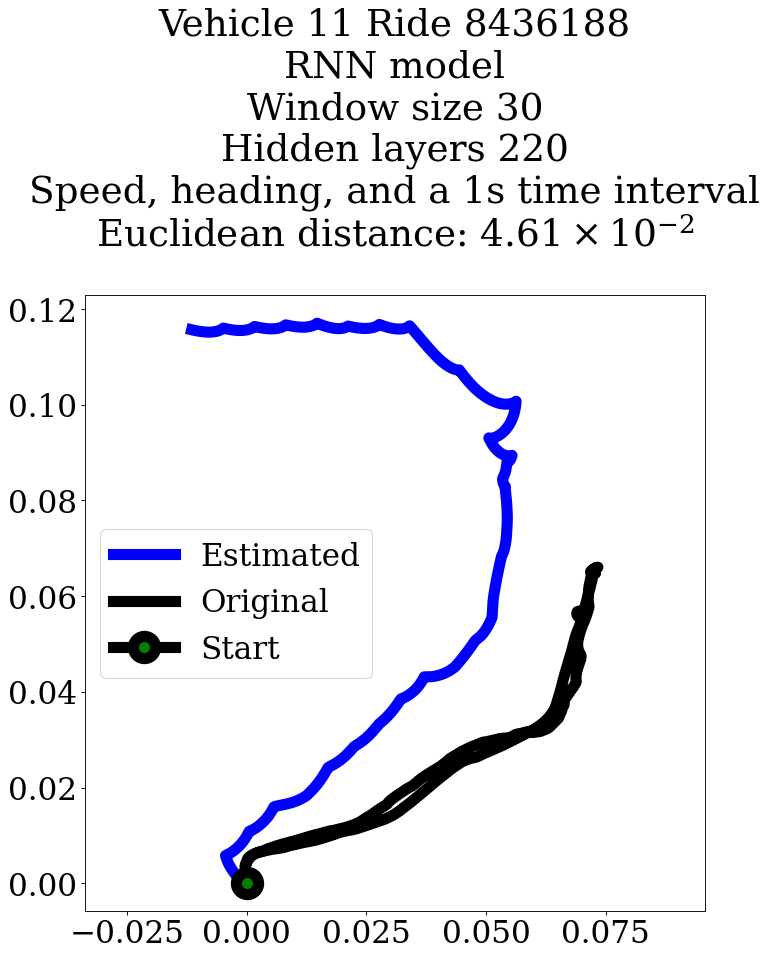 Vehicle 11 Ride 8436188
RNN model
Window size 30
Hidden layers 220
Speed, heading, and a 1s time interval
Euclidean distance: 4.61 × 10⁻²
0.12
0.10
0.08
0.06
0.04
0.02
0.00
Estimated
Original
Start
−0.025 0.000 0.025 0.050 0.075